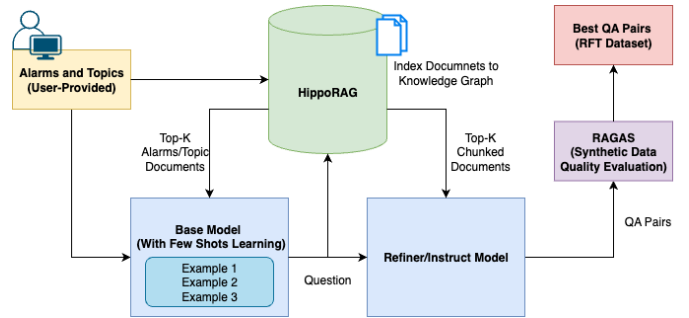 Alarms and Topics
(User-Provided)
HippoRAG
Index Documnets to
Knowledge Graph
Best QA Pairs
(RFT Dataset)
Top-K
Alarms/Topic
Documents
Top-K
Chunked
Documents
RAGAS
(Synthetic Data
Quality Evaluation)
Base Model
(With Few Shots Learning)
Example 1
Example 2
Example 3
Question
Refiner/Instruct Model
QA Pairs